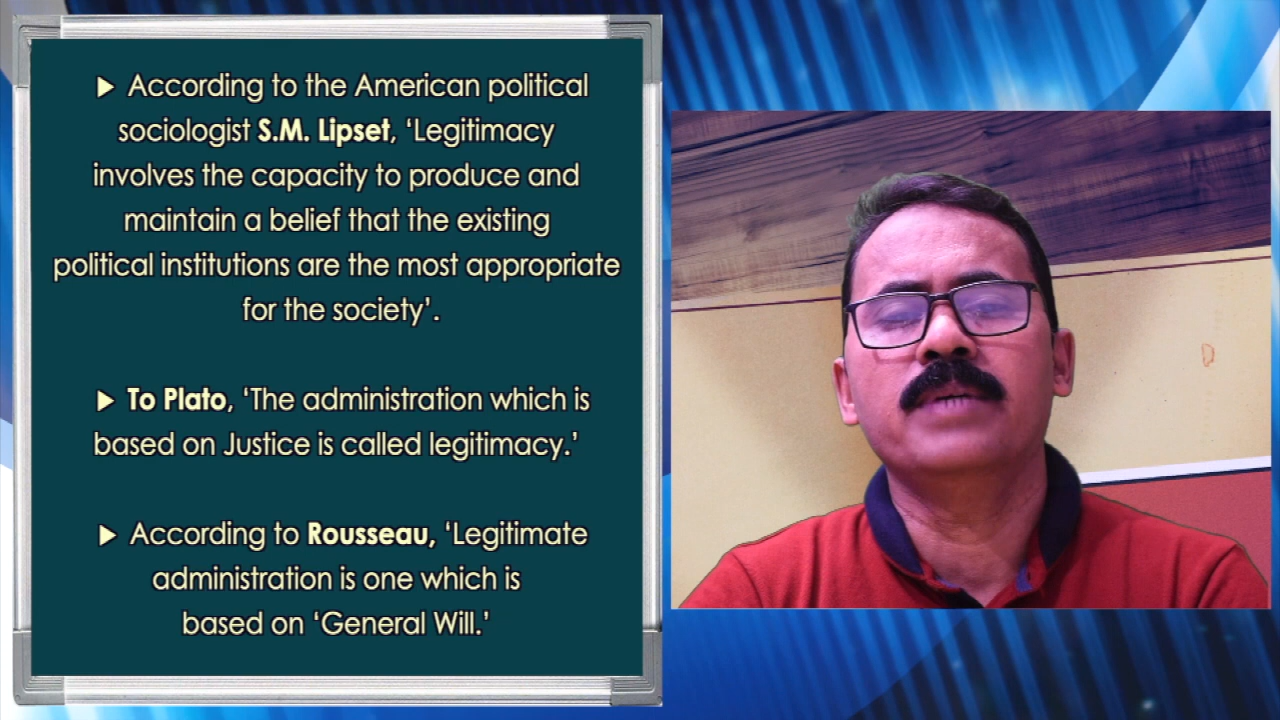 ▶ According to the American political
sociologist S.M. Lipset, ‘Legitimacy
involves the capacity to produce and
maintain a belief that the existing
political institutions are the most appropriate
for the society’.
▶ To Plato, ‘The administration which is
based on Justice is called legitimacy.’
▶ According to Rousseau, ‘Legitimate
administration is one which is
based on ‘General Will.’